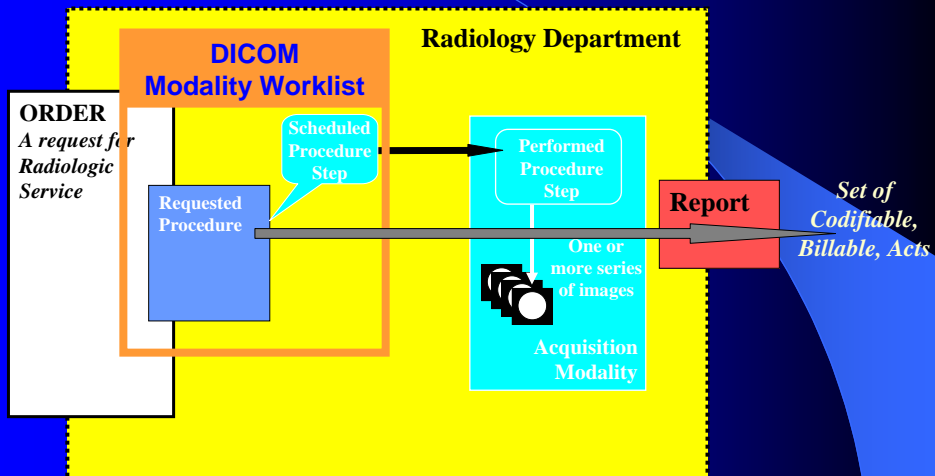 Radiology Department
DICOM
Modality Worklist
ORDER
A request for
Radiologic
Service
Scheduled
Procedure
Step
Requested
Procedure
Performed
Procedure
Step
One or
more series
of images
Acquisition
Modality
Report
Set of
Codifiable,
Billable, Acts